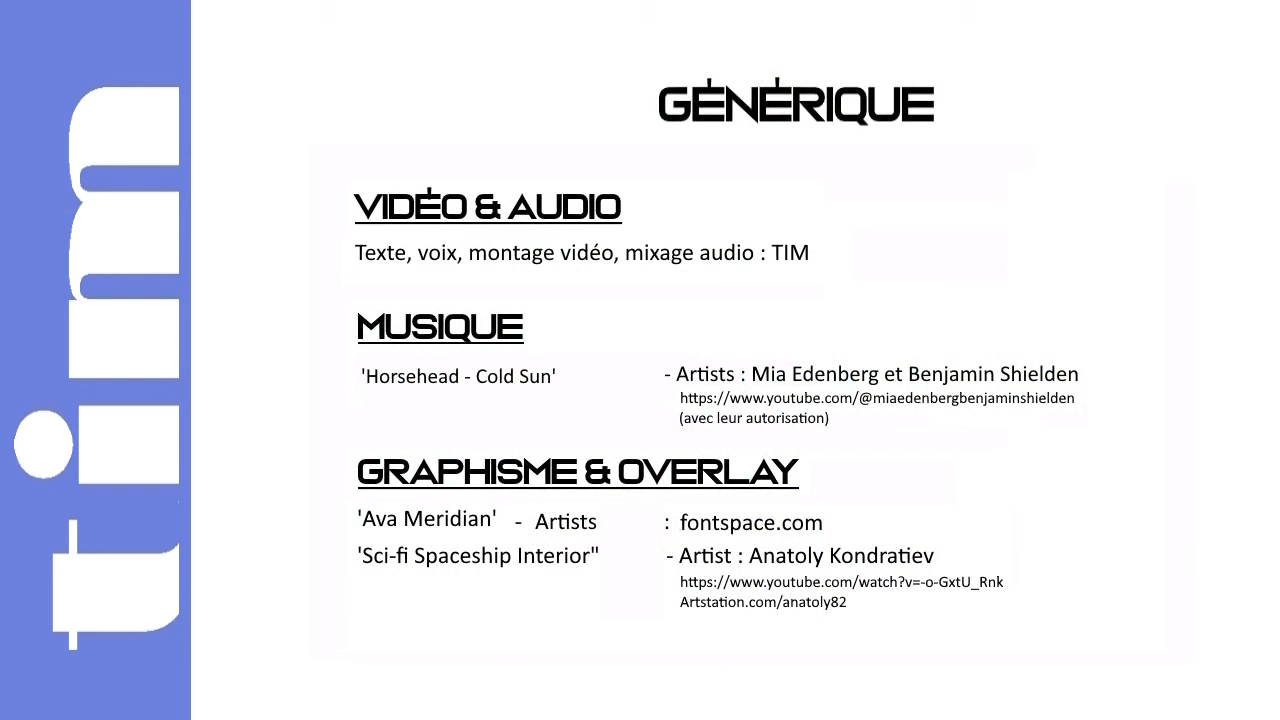 tim
GÉNÉRIQUE
VIDÉO & AUDIO
Texte, voix, montage vidéo, mixage audio : TIM
MUSIQUE
'Horsehead - Cold Sun' - Artists : Mia Edenberg et Benjamin Shielden
https://www.youtube.com/@miaedenbergbenjaminshielden
(avec leur autorisation)
GRAPHISME & OVERLAY
'Ava Meridian' - Artists : fontspace.com
'Sci-fi Spaceship Interior" - Artist : Anatoly Kondratiev
https://www.youtube.com/watch?v=-o-GxtU_Rnk
Artstation.com/anatoly82